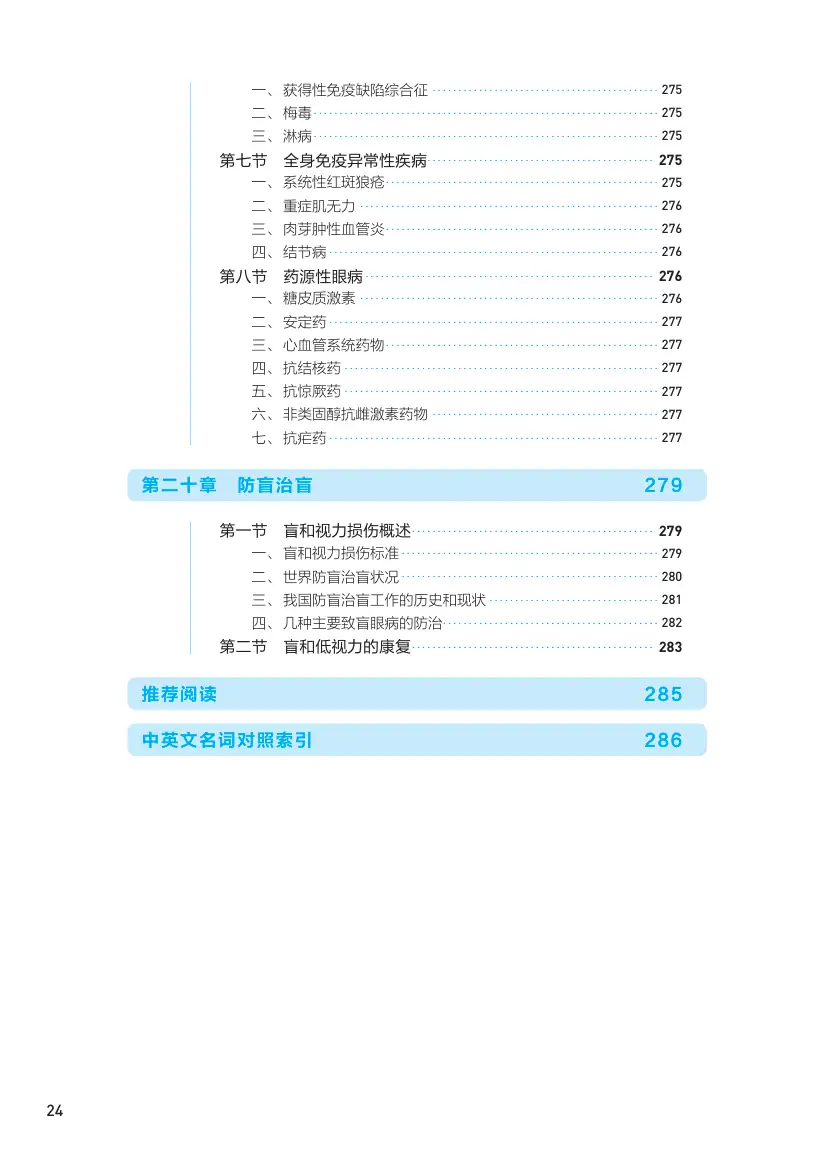 一、获得性免疫缺陷综合征 275
二、梅毒 275
三、淋病 275
第七节 全身免疫异常性疾病 275
一、系统性红斑狼疮 275
二、重症肌无力 276
三、肉芽肿性血管炎 276
四、结节病 276
第八节 药源性眼病 276
一、糖皮质激素 276
二、安定药 277
三、心血管系统药物 277
四、抗结核药 277
五、抗惊厥药 277
六、非类固醇抗雌激素药物 277
七、抗疟药 277
第二十章 防盲治盲 279
第一节 盲和视力损伤概述 279
一、盲和视力损伤标准 279
二、世界防盲治盲状况 280
三、我国防盲治盲工作的历史和现状 281
四、几种主要致盲眼病的防治 282
第二节 盲和低视力的康复 283
推荐阅读 285
中英文名词对照索引 286
24